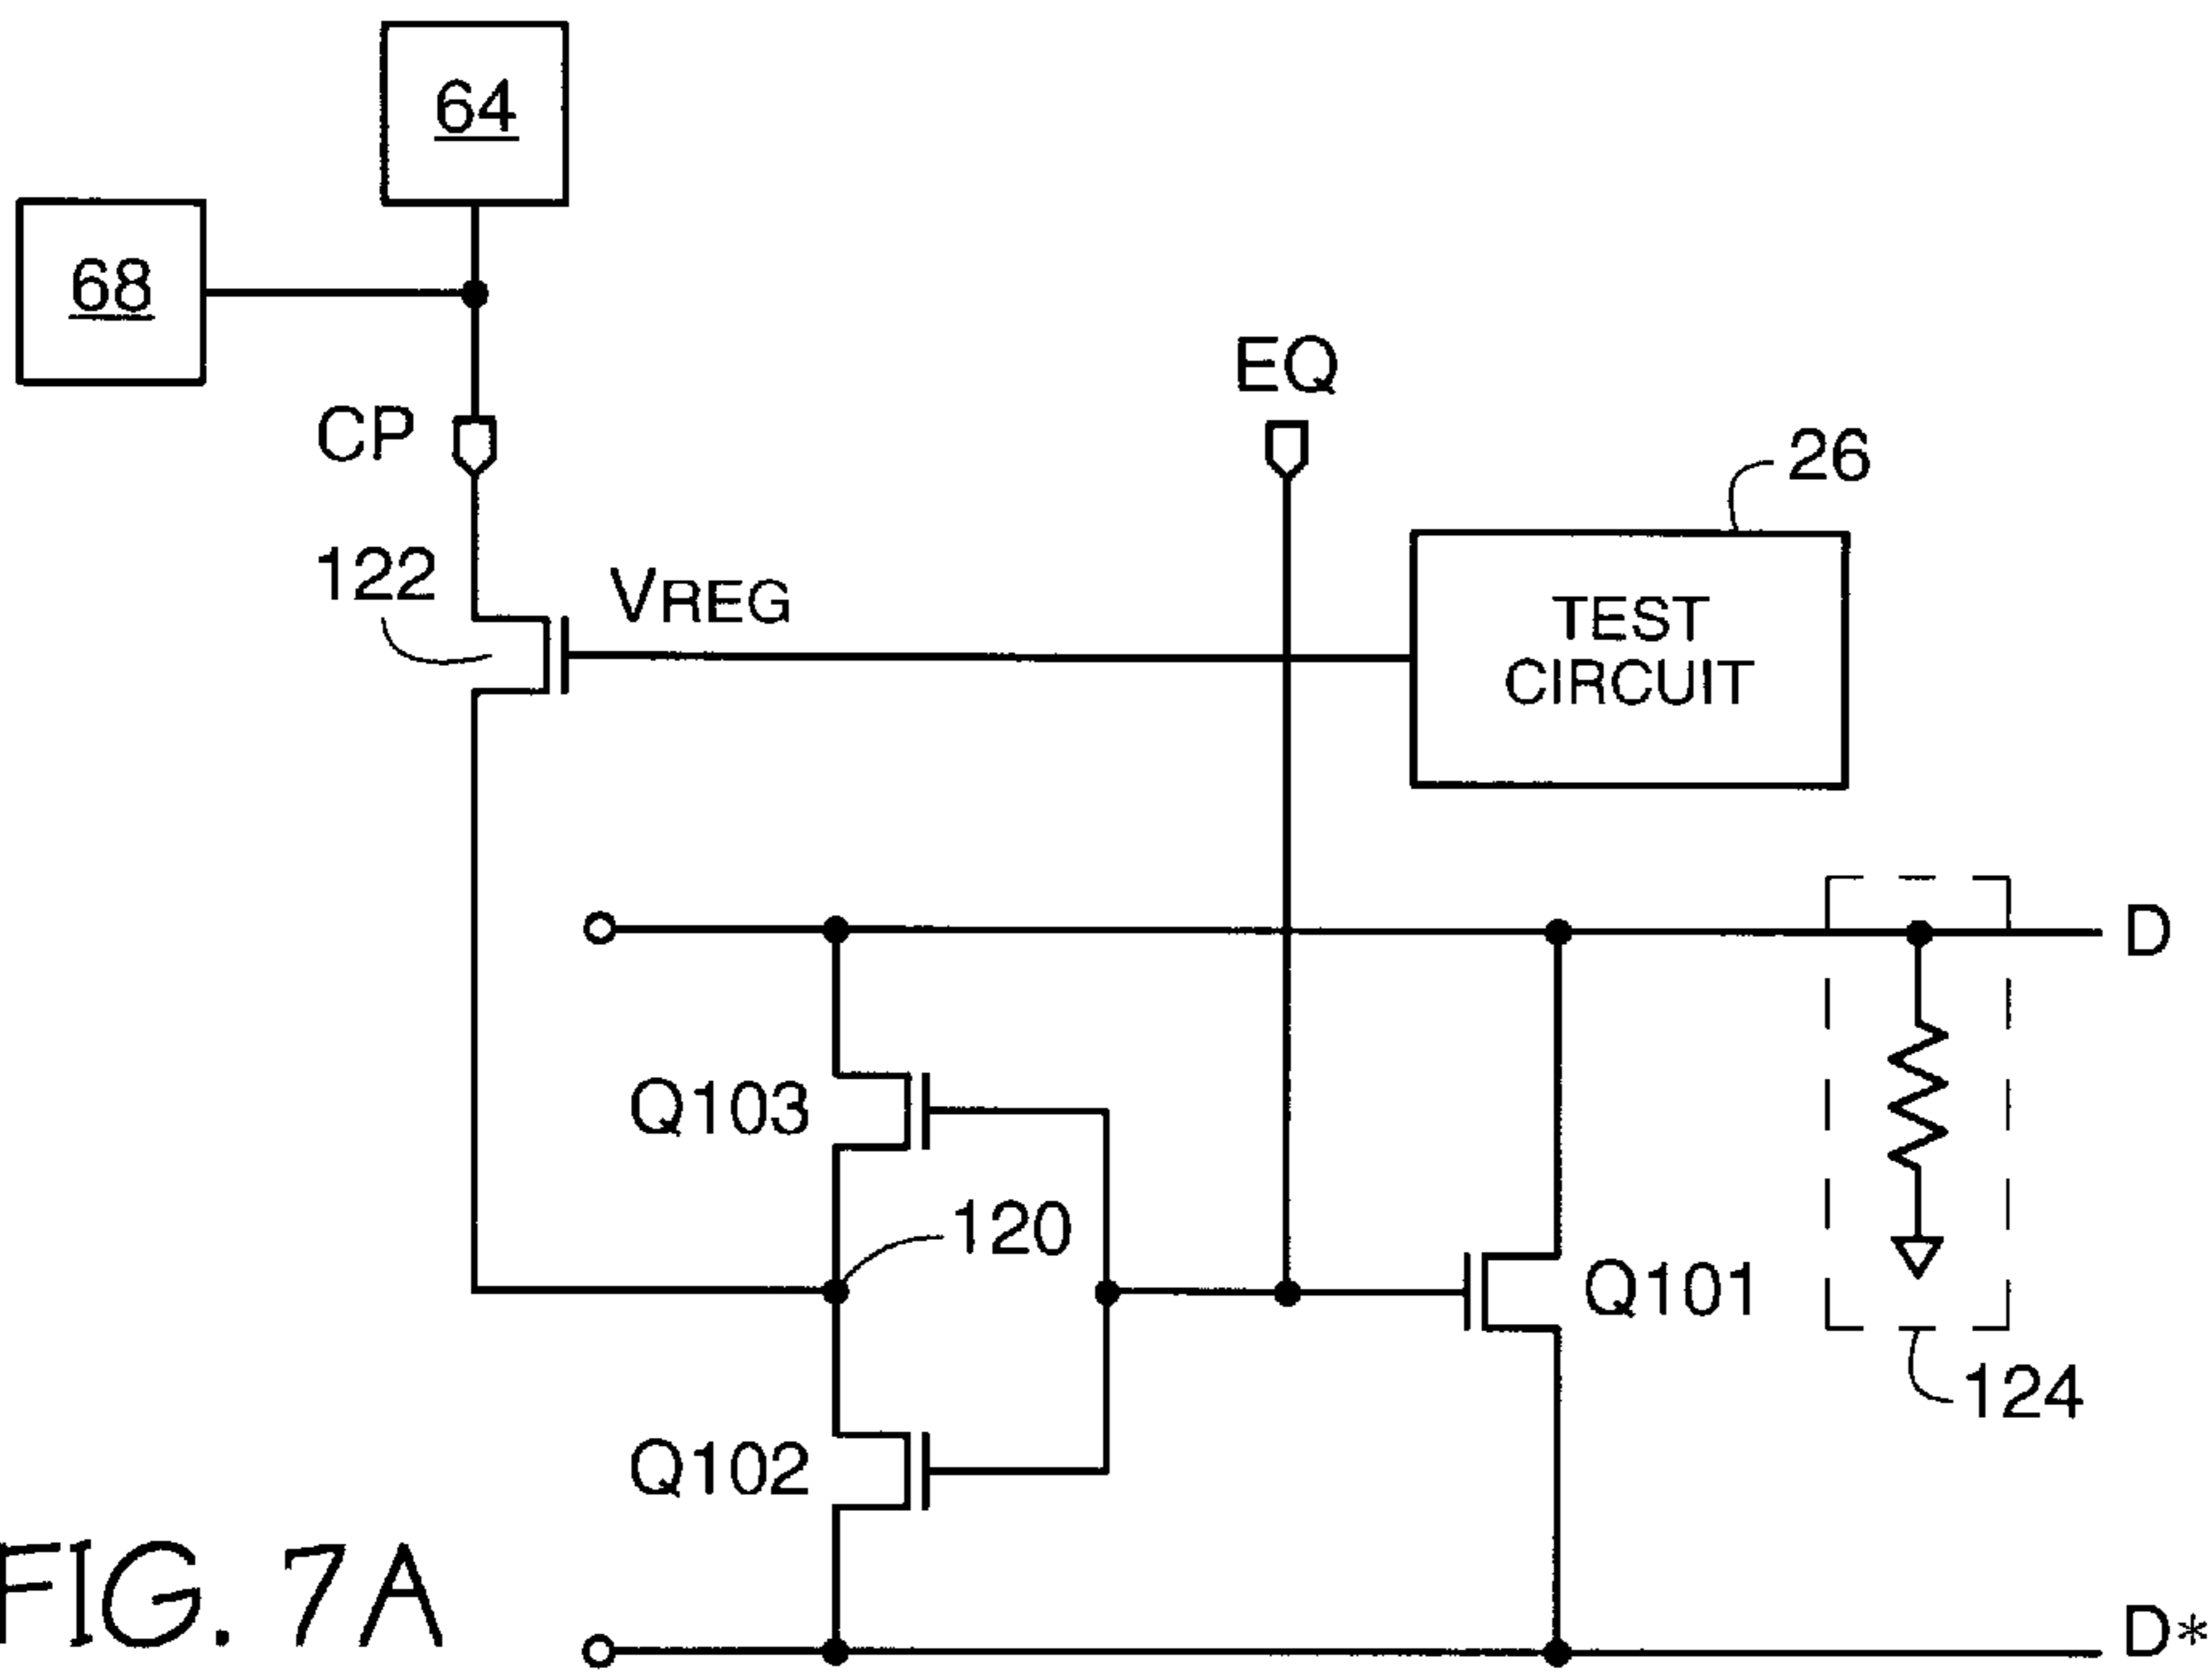 64
68
CP
EQ
26
122
VREG
TEST
CIRCUIT
D
Q103
120
Q101
Q102
124
FIG. 7A
D*